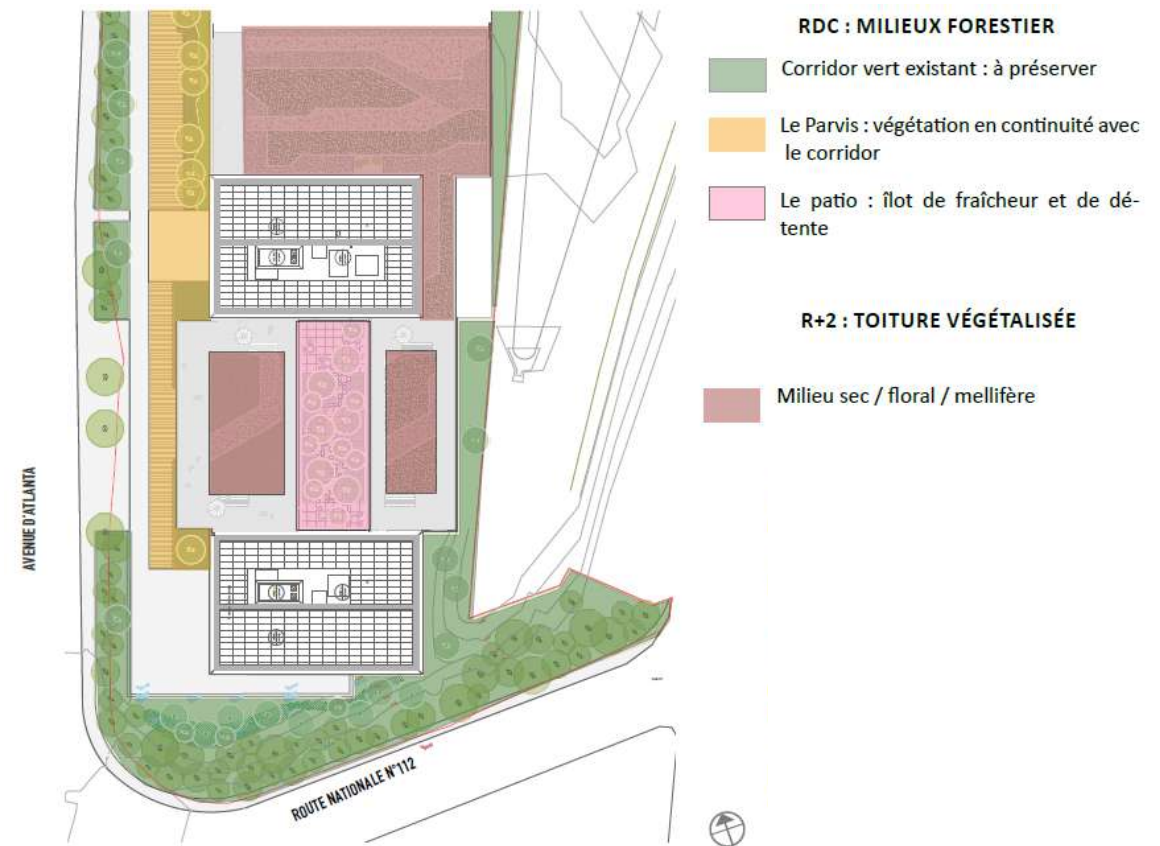 RDC : MILIEUX FORESTIER
Corridor vert existant : à préserver
Le Parvis : végétation en continuité avec
le corridor
Le patio : îlot de fraîcheur et de dé-
tente
R+2 : TOITURE VÉGÉTALISÉE
Milieu sec / floral / mellifère
AVENUE D'ATLANTA
ROUTE NATIONALE N°112